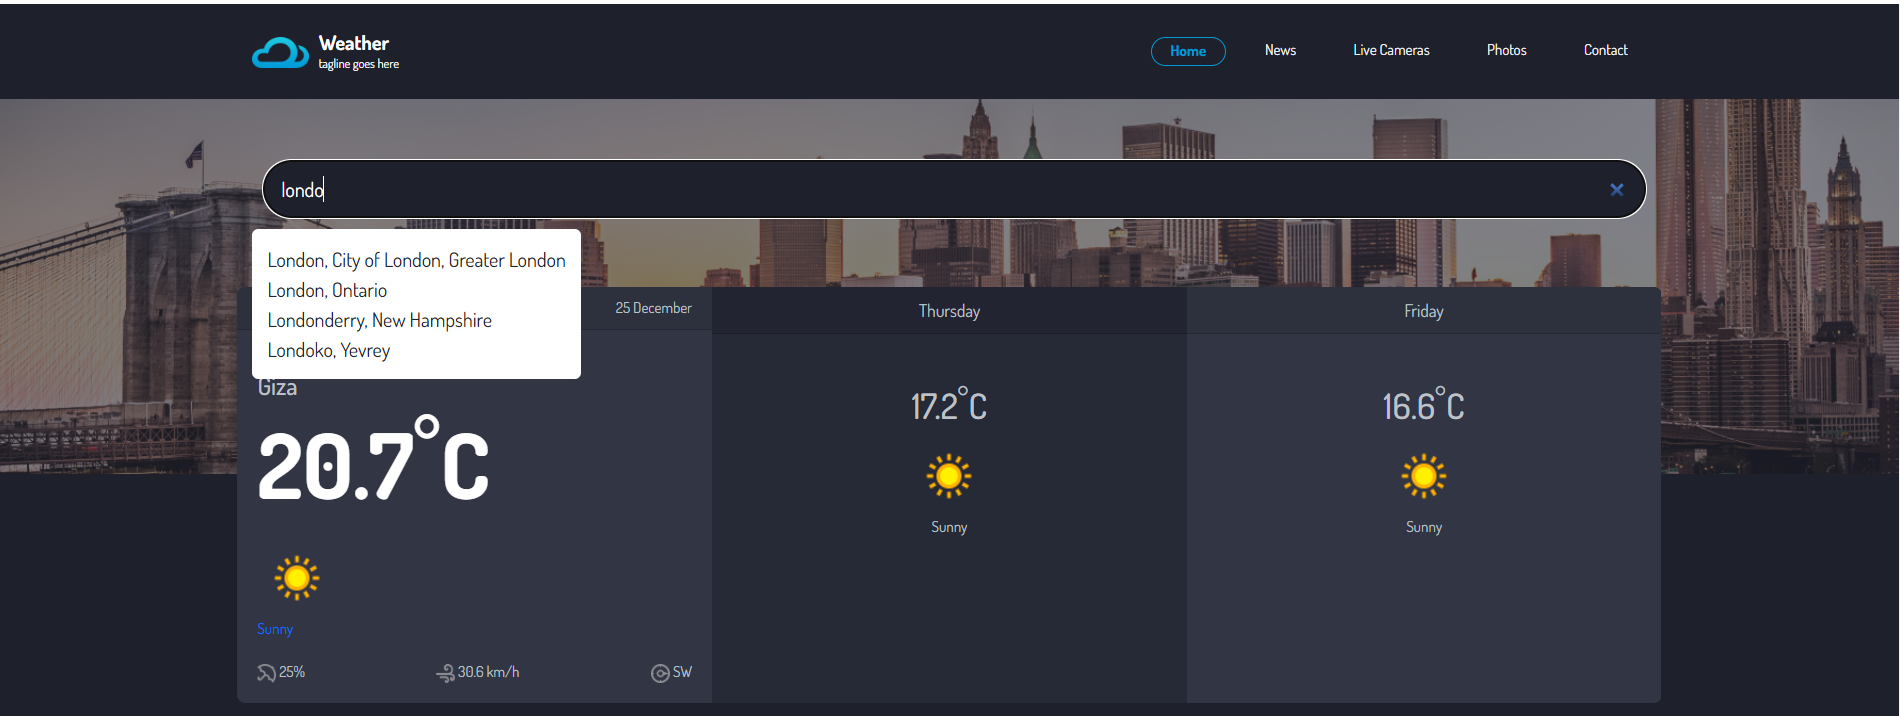 Weather
tagline goes here
Home
News
Live Cameras
Photos
Contact
londo
London, City of London, Greater London
London, Ontario
Londonderry, New Hampshire
Londoko, Yevrey
25 December
Thursday
Friday
Giza
20.7°C
17.2°C
16.6°C
Sunny
Sunny
Sunny
25%
30.6 km/h
SW